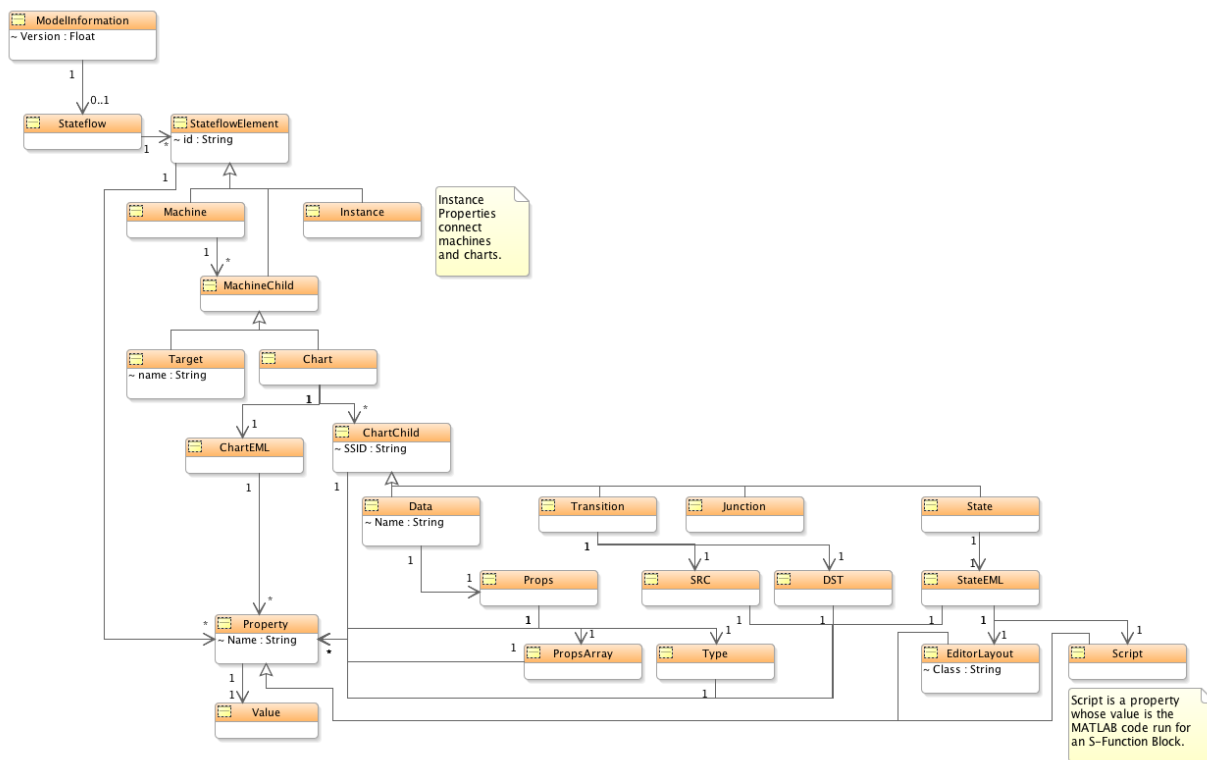 ModelInformation
~ Version : Float
1
0..1
Stateflow
StateflowElement
~ id : String
1
*
1
Machine
Instance
Instance
Properties
connect
machines
and charts.
1
*
MachineChild
Target
~ name : String
Chart
1
*
1
ChartEML
ChartChild
~ SSID : String
1
1
Data
~ Name : String
Transition
Junction
State
1
1
1
1
1
1
1
Props
SRC
DST
StateEML
*
*
1
1
1
1
1
Property
~ Name : String
*
1
1
1
1
1
PropsArray
Type
EditorLayout
~ Class : String
Script
1
1
1
Value
Script is a property
whose value is the
MATLAB code run for
an S-Function Block.